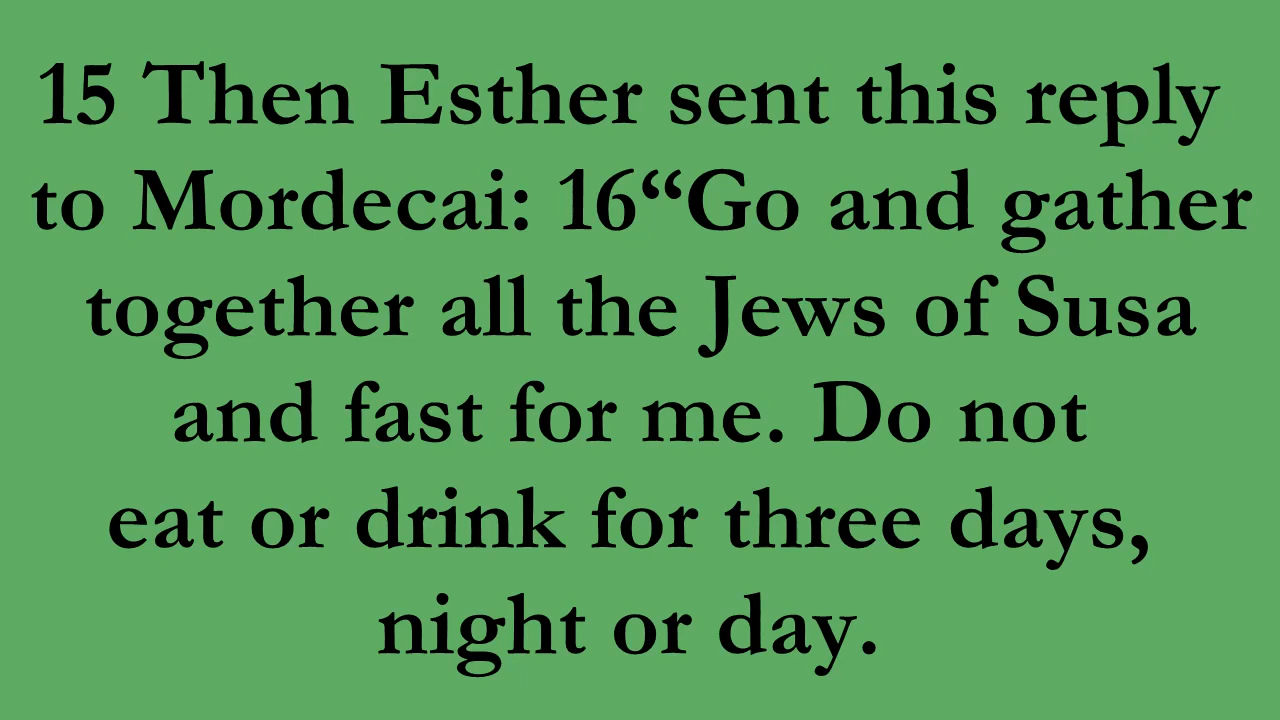 15 Then Esther sent this reply
to Mordecai: 16“Go and gather
together all the Jews of Susa
and fast for me. Do not
eat or drink for three days,
night or day.